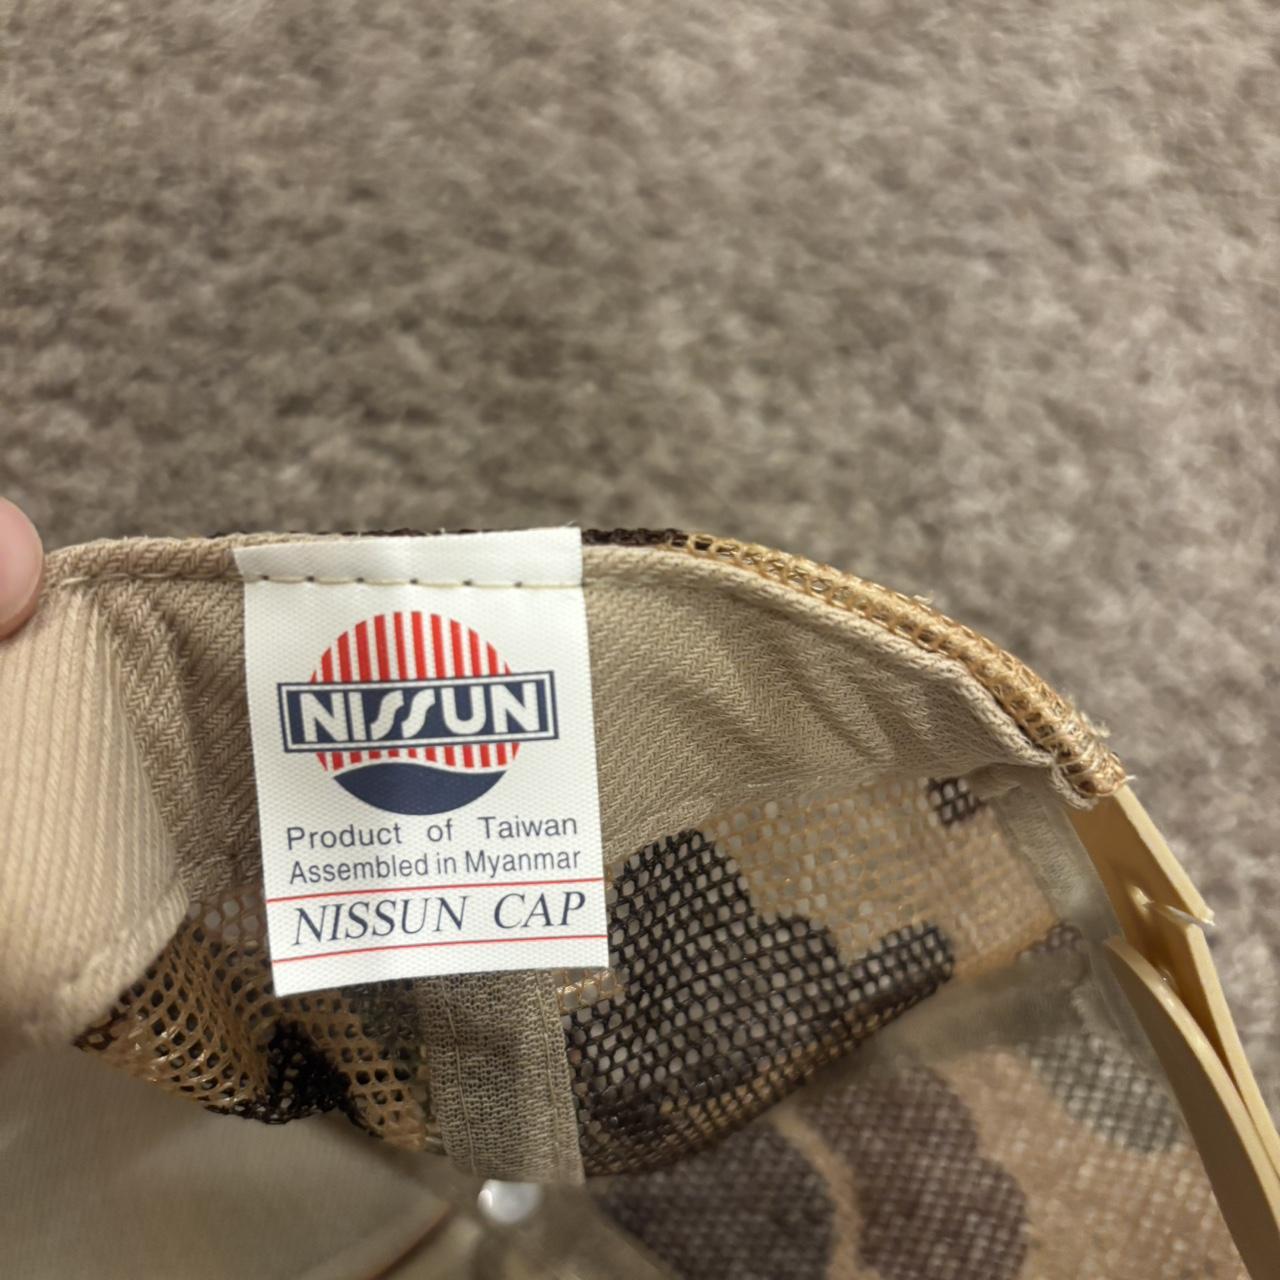 NISSUN
Product of Taiwan
Assembled in Myanmar
NISSUN CAP